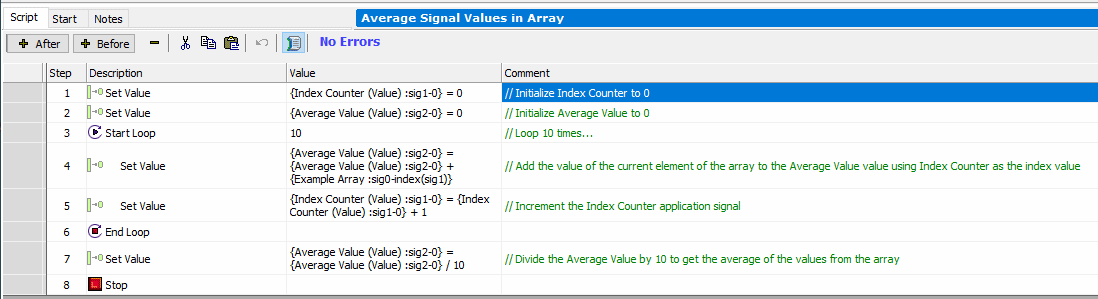 Script Start Notes Average Signal Values in Array
After Before No Errors
Step Description Value Comment
1 Set Value {Index Counter (Value) :sig1-0} = 0 // Initialize Index Counter to 0
2 Set Value {Average Value (Value) :sig2-0} = 0 // Initialize Average Value to 0
3 Start Loop 10 // Loop 10 times...
4 Set Value {Average Value (Value) :sig2-0} =
{Average Value (Value) :sig2-0} +
{Example Array :sig0-index(sig1)} // Add the value of the current element of the array to the Average Value value using Index Counter as the index value
5 Set Value {Index Counter (Value) :sig1-0} = {Index
Counter (Value) :sig1-0} + 1 // Increment the Index Counter application signal
6 End Loop
7 Set Value {Average Value (Value) :sig2-0} =
{Average Value (Value) :sig2-0} / 10 // Divide the Average Value by 10 to get the average of the values from the array
8 Stop